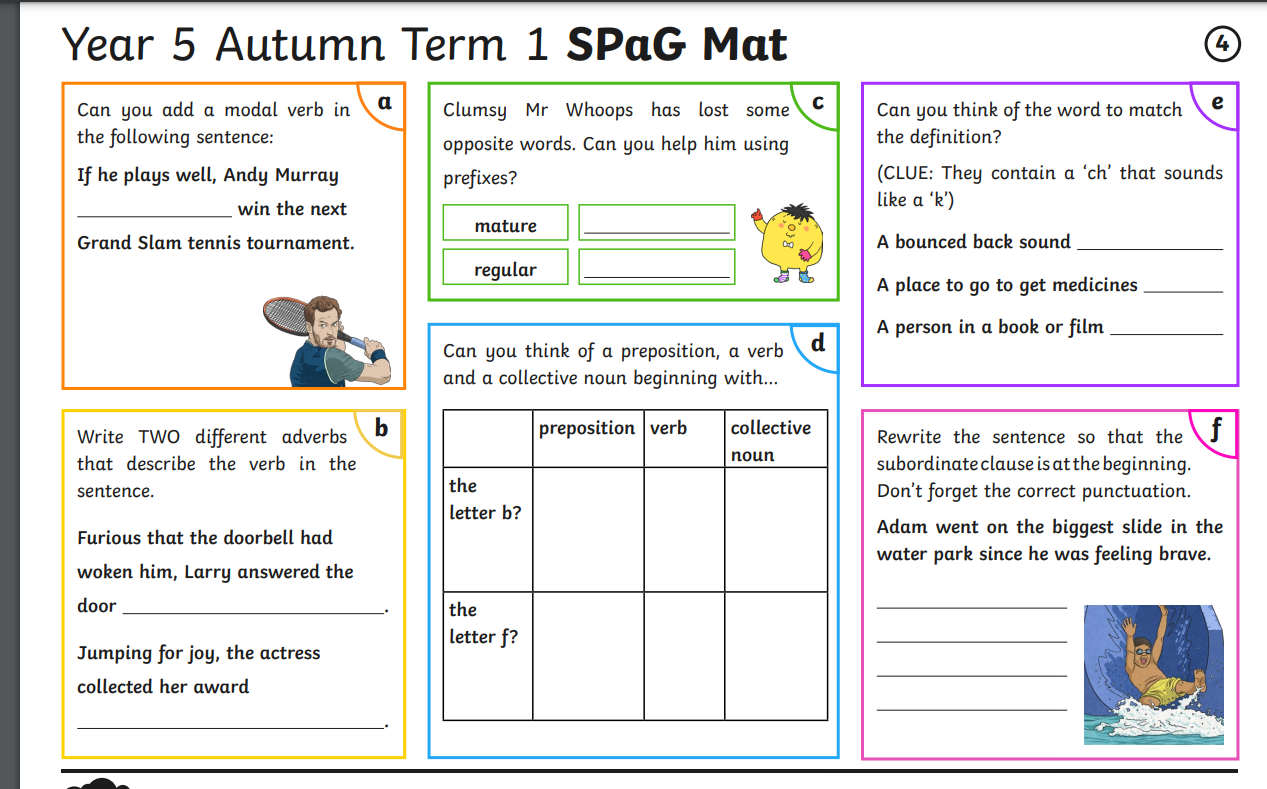 Year 5 Autumn Term 1 SPaG Mat
4
a
Can you add a modal verb in
the following sentence:
If he plays well, Andy Murray
_______________ win the next
Grand Slam tennis tournament.
b
Write TWO different adverbs
that describe the verb in the
sentence.
Furious that the doorbell had
woken him, Larry answered the
door _________________________.
Jumping for joy, the actress
collected her award
______________________________.
c
Clumsy Mr Whoops has lost some
opposite words. Can you help him using
prefixes?
mature ______________
regular ______________
d
Can you think of a preposition, a verb
and a collective noun beginning with...
preposition verb collective
noun
the
letter b?
the
letter f?
e
Can you think of the word to match
the definition?
(CLUE: They contain a ‘ch’ that sounds
like a ‘k’)
A bounced back sound ______________
A place to go to get medicines ________
A person in a book or film ___________
f
Rewrite the sentence so that the
subordinate clause is at the beginning.
Don’t forget the correct punctuation.
Adam went on the biggest slide in the
water park since he was feeling brave.